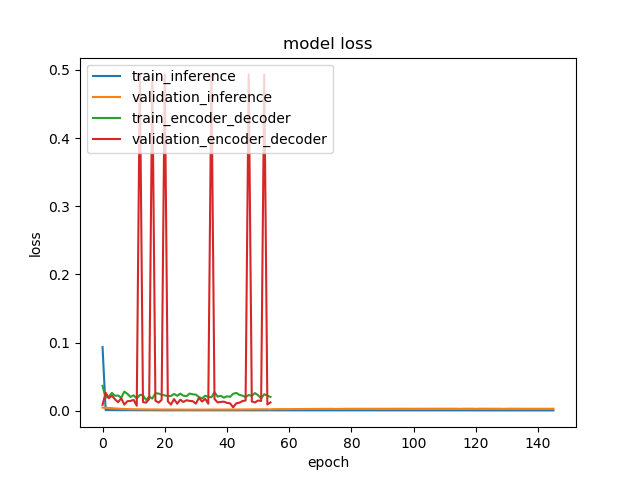 model loss
train_inference
validation_inference
train_encoder_decoder
validation_encoder_decoder
0.5
0.4
0.3
0.2
0.1
0.0
loss
0 20 40 60 80 100 120 140
epoch